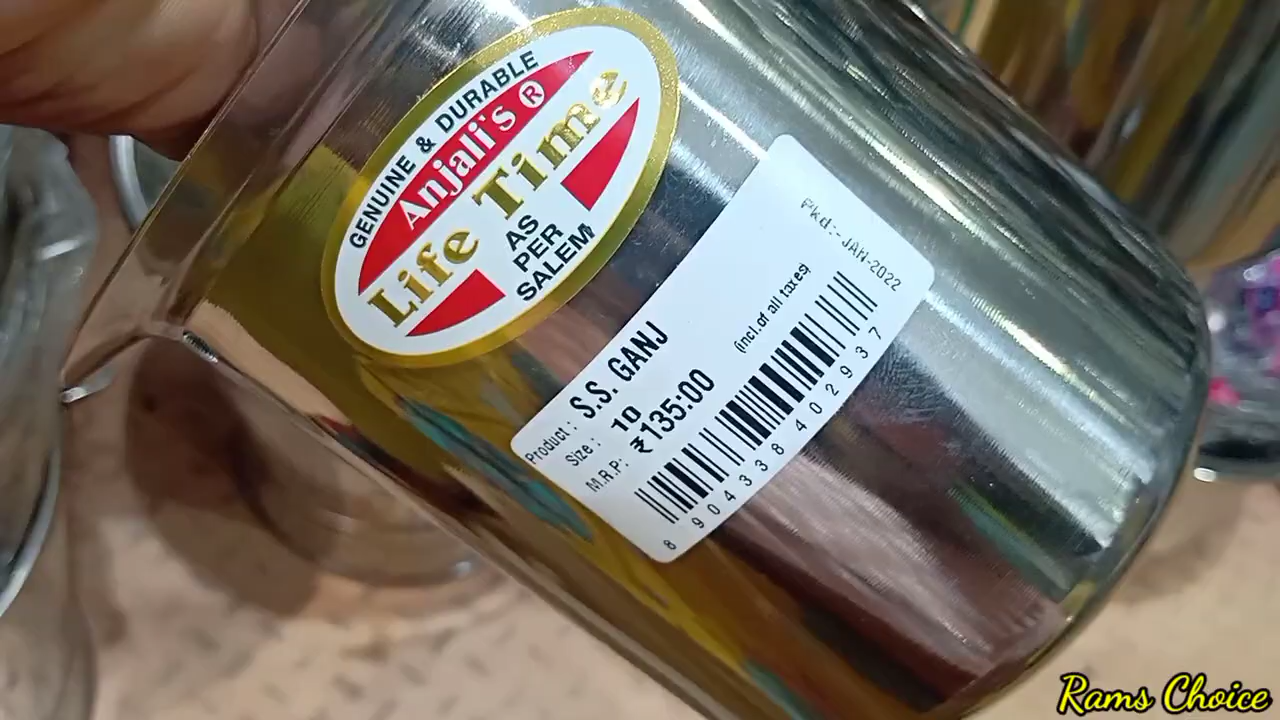 GENUINE & DURABLE
Anjali's ®
Life Time
AS
PER
SALEM
Pkd:- JAN-2022
Product : S.S. GANJ
Size : 10
M.R.P: ₹135:00
(incl.of all taxes)
8 904338 402937
Rams Choice